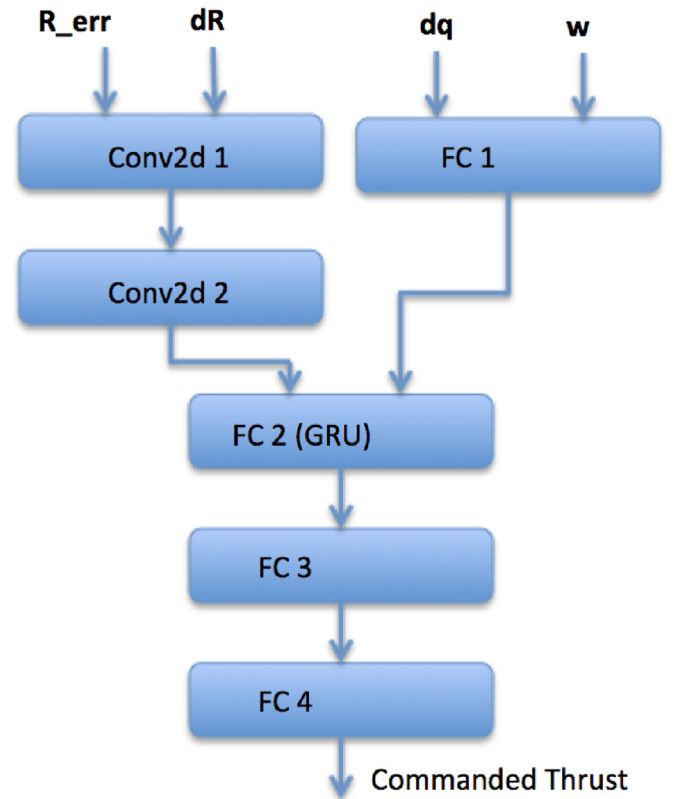 R_err dR dq w
Conv2d 1 FC 1
Conv2d 2
FC 2 (GRU)
FC 3
FC 4
Commanded Thrust